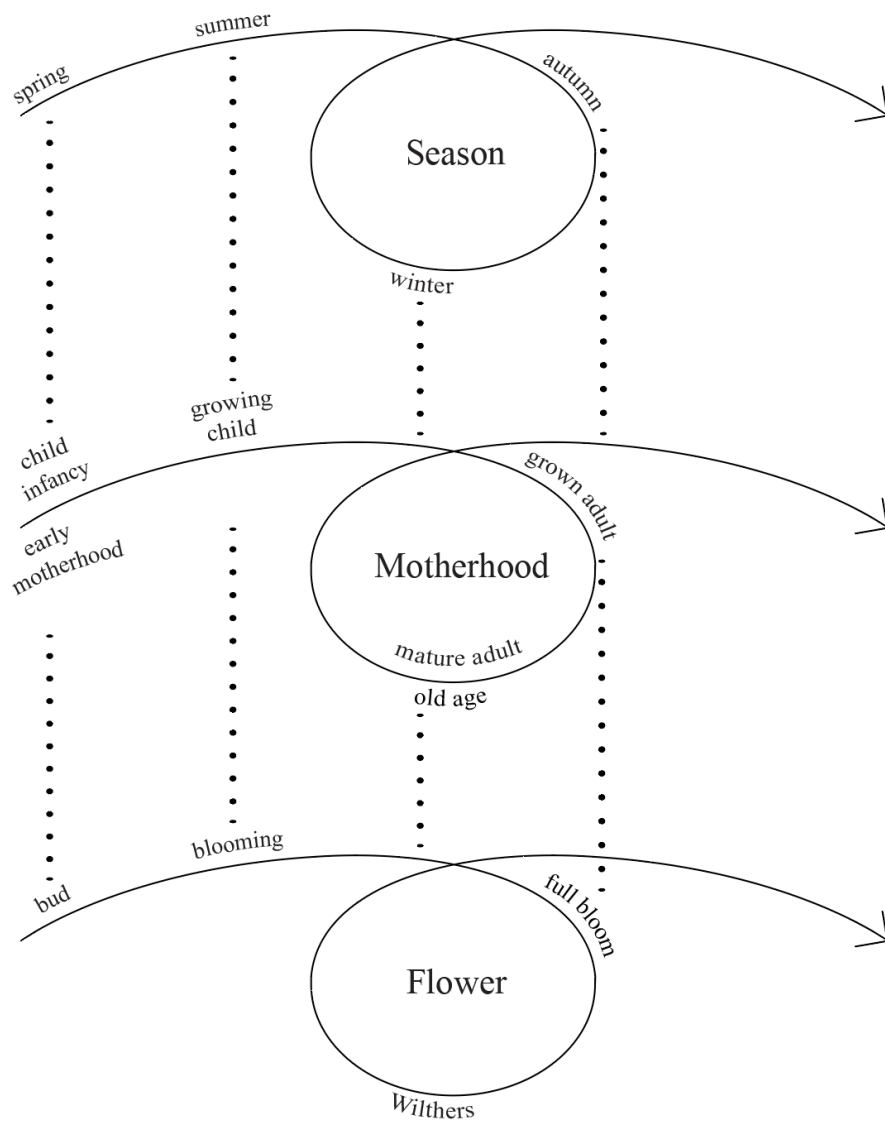 summer
spring
autumn
Season
winter
growing
child
child
infancy
grown adult
early
motherhood
Motherhood
mature adult
old age
blooming
bud
full bloom
Flower
Wilthers